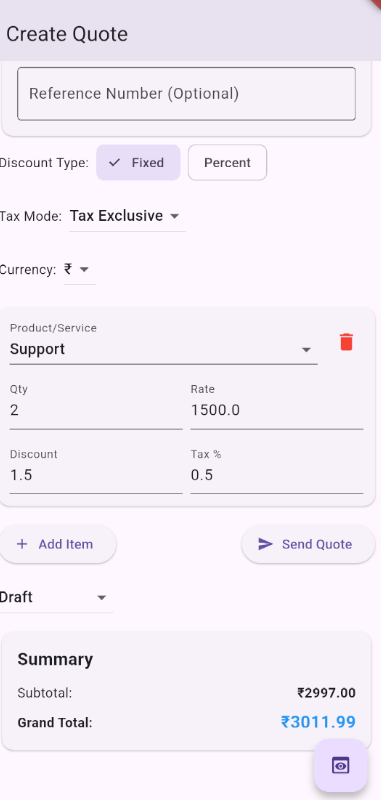 Create Quote
Reference Number (Optional)
Discount Type: Fixed Percent
Tax Mode: Tax Exclusive
Currency: ₹
Product/Service
Support
Qty Rate
2 1500.0
Discount Tax %
1.5 0.5
+ Add Item Send Quote
Draft
Summary
Subtotal: ₹2997.00
Grand Total: ₹3011.99